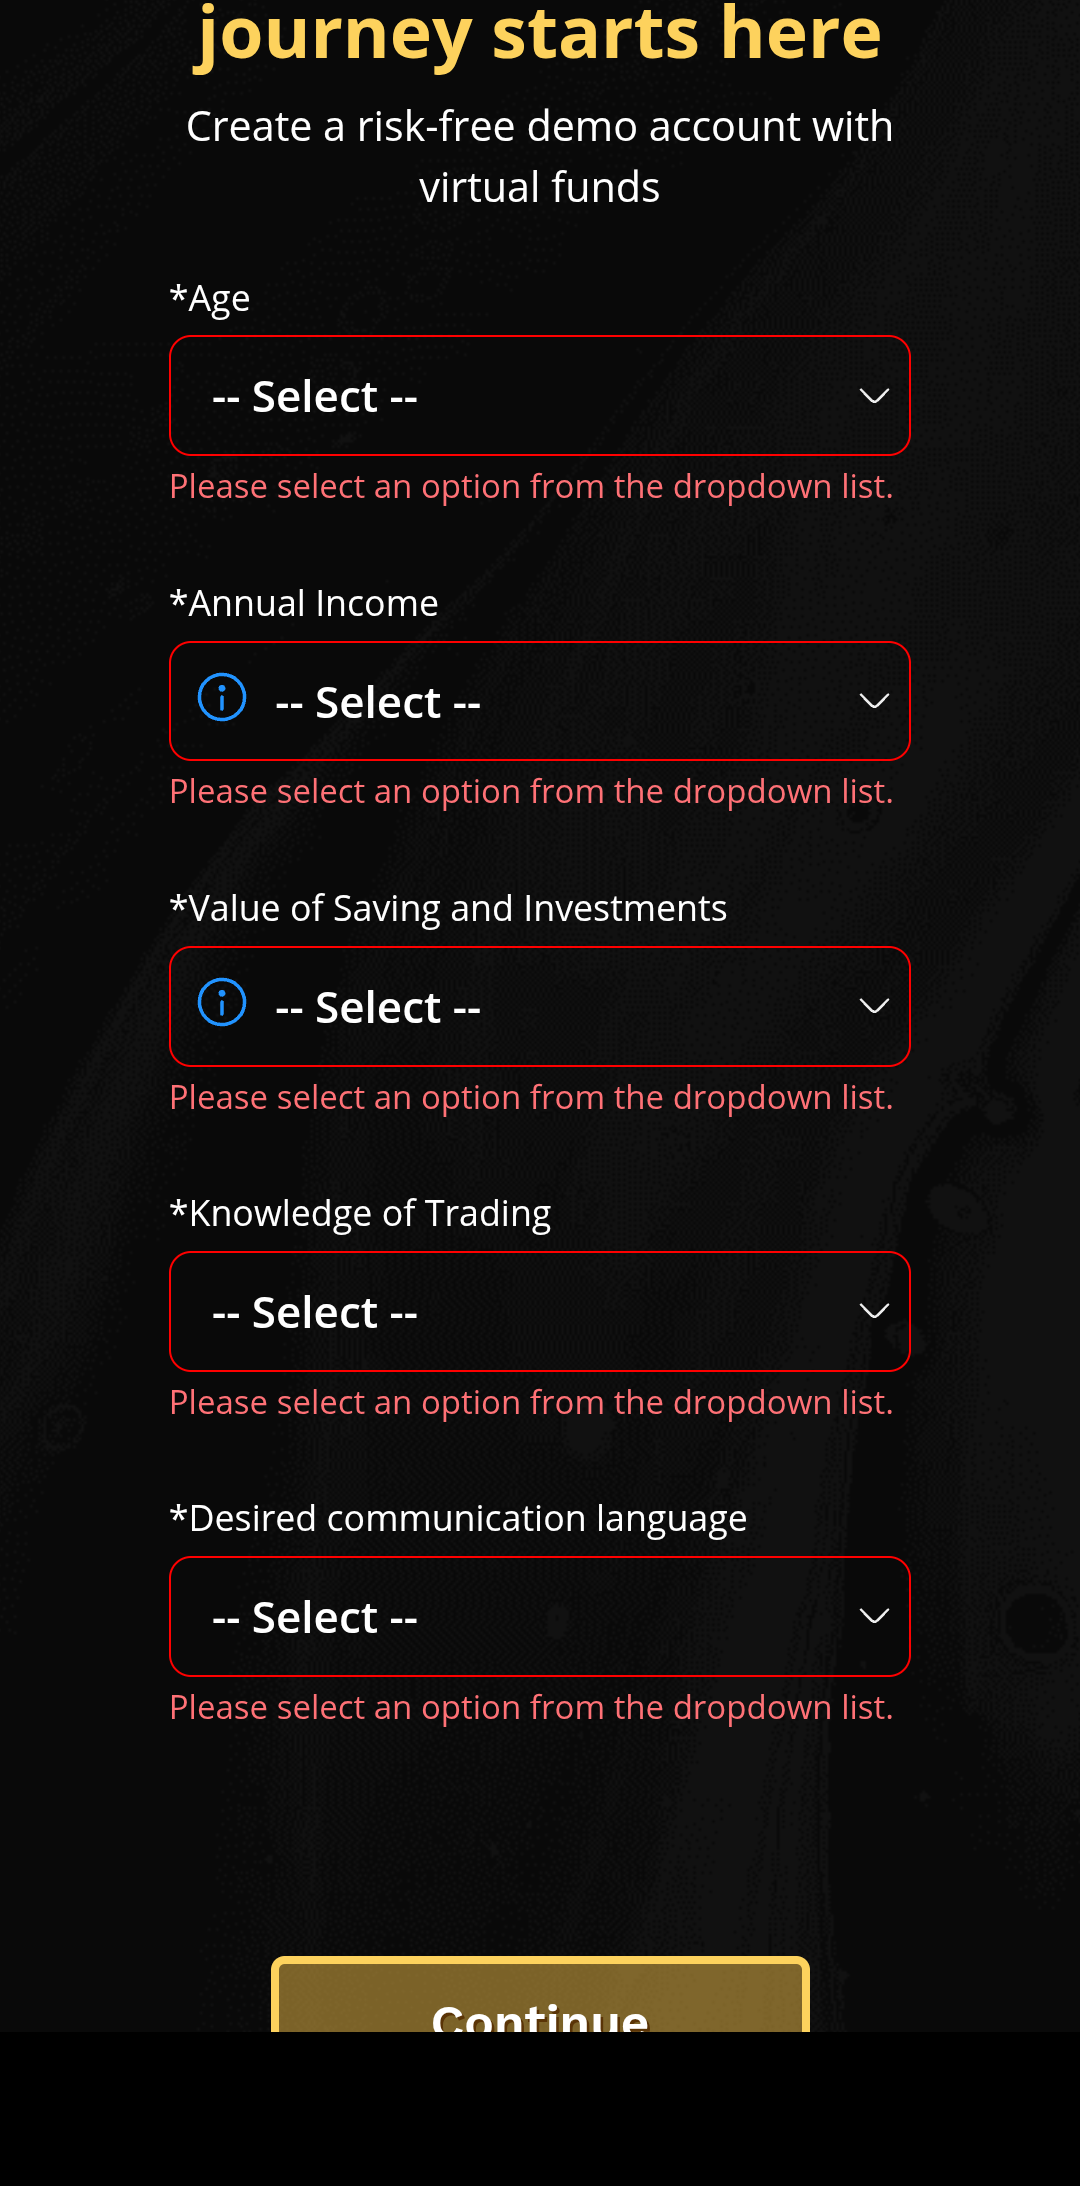 journey starts here
Create a risk-free demo account with
virtual funds
*Age
-- Select --
Please select an option from the dropdown list.
*Annual Income
-- Select --
Please select an option from the dropdown list.
*Value of Saving and Investments
-- Select --
Please select an option from the dropdown list.
*Knowledge of Trading
-- Select --
Please select an option from the dropdown list.
*Desired communication language
-- Select --
Please select an option from the dropdown list.
Continue